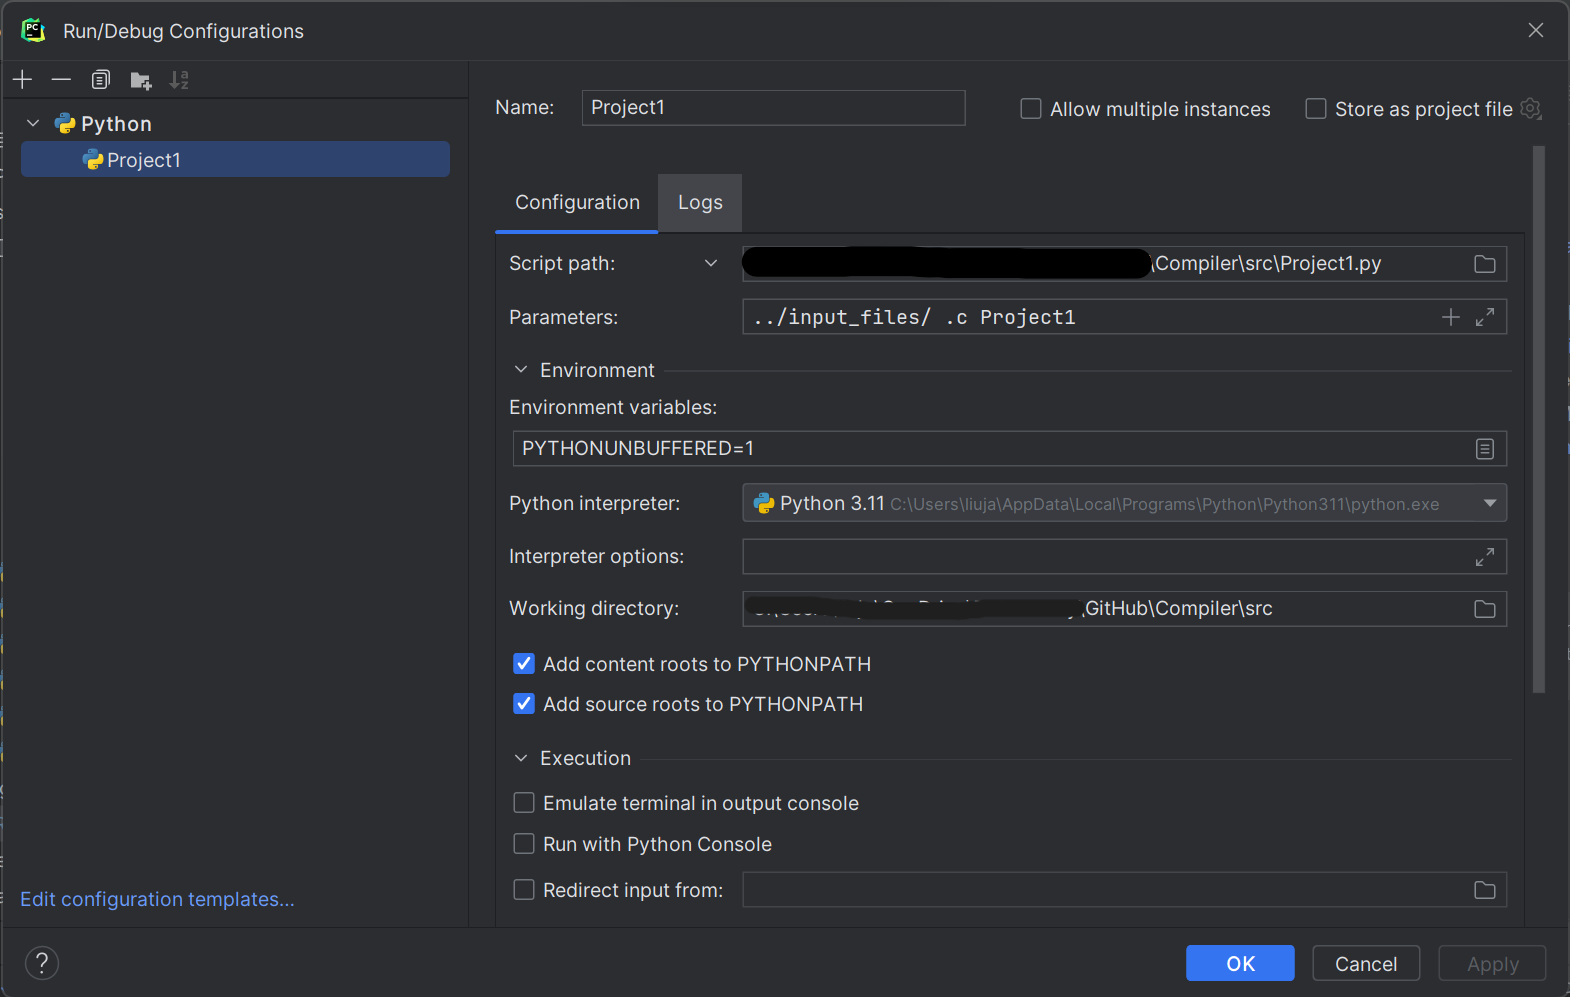 Run/Debug Configurations
Python
Project1
Edit configuration templates...
Name: Project1
Allow multiple instances
Store as project file
Configuration Logs
Script path: \Compiler\src\Project1.py
Parameters: ../input_files/ .c Project1
Environment
Environment variables:
PYTHONUNBUFFERED=1
Python interpreter: Python 3.11 C:\Users\liuja\AppData\Local\Programs\Python\Python311\python.exe
Interpreter options:
Working directory: \GitHub\Compiler\src
Add content roots to PYTHONPATH
Add source roots to PYTHONPATH
Execution
Emulate terminal in output console
Run with Python Console
Redirect input from:
? OK Cancel Apply